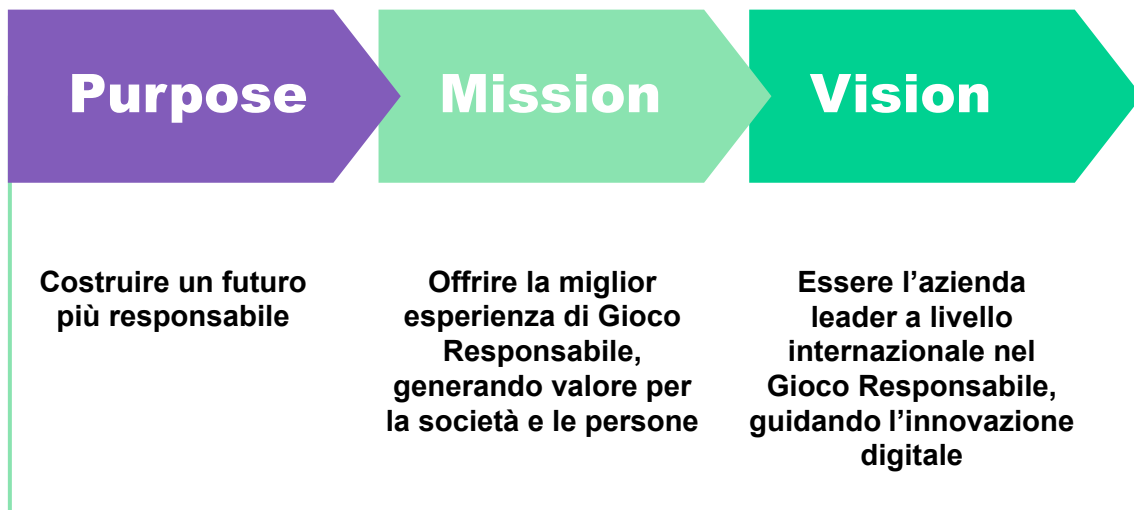 Purpose
Mission
Vision
Costruire un futuro
più responsabile
Offrire la miglior
esperienza di Gioco
Responsabile,
generando valore per
la società e le persone
Essere l’azienda
leader a livello
internazionale nel
Gioco Responsabile,
guidando l’innovazione
digitale